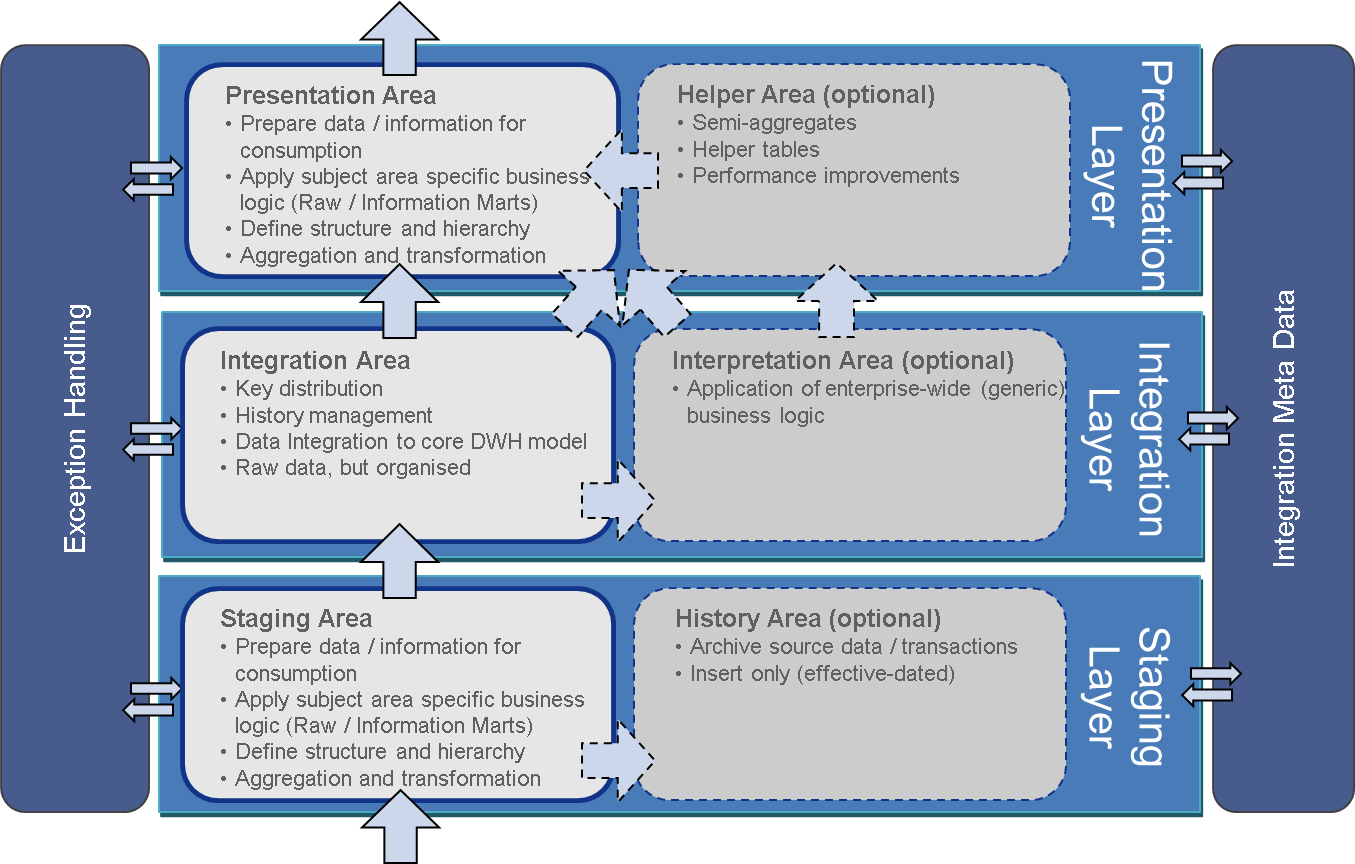 Exception Handling
Presentation Area
• Prepare data / information for
consumption
• Apply subject area specific business
logic (Raw / Information Marts)
• Define structure and hierarchy
• Aggregation and transformation
Helper Area (optional)
• Semi-aggregates
• Helper tables
• Performance improvements
Presentation
Layer
Integration Area
• Key distribution
• History management
• Data Integration to core DWH model
• Raw data, but organised
Interpretation Area (optional)
• Application of enterprise-wide (generic)
business logic
Integration
Layer
Staging Area
• Prepare data / information for
consumption
• Apply subject area specific business
logic (Raw / Information Marts)
• Define structure and hierarchy
• Aggregation and transformation
History Area (optional)
• Archive source data / transactions
• Insert only (effective-dated)
Staging
Layer
Integration Meta Data